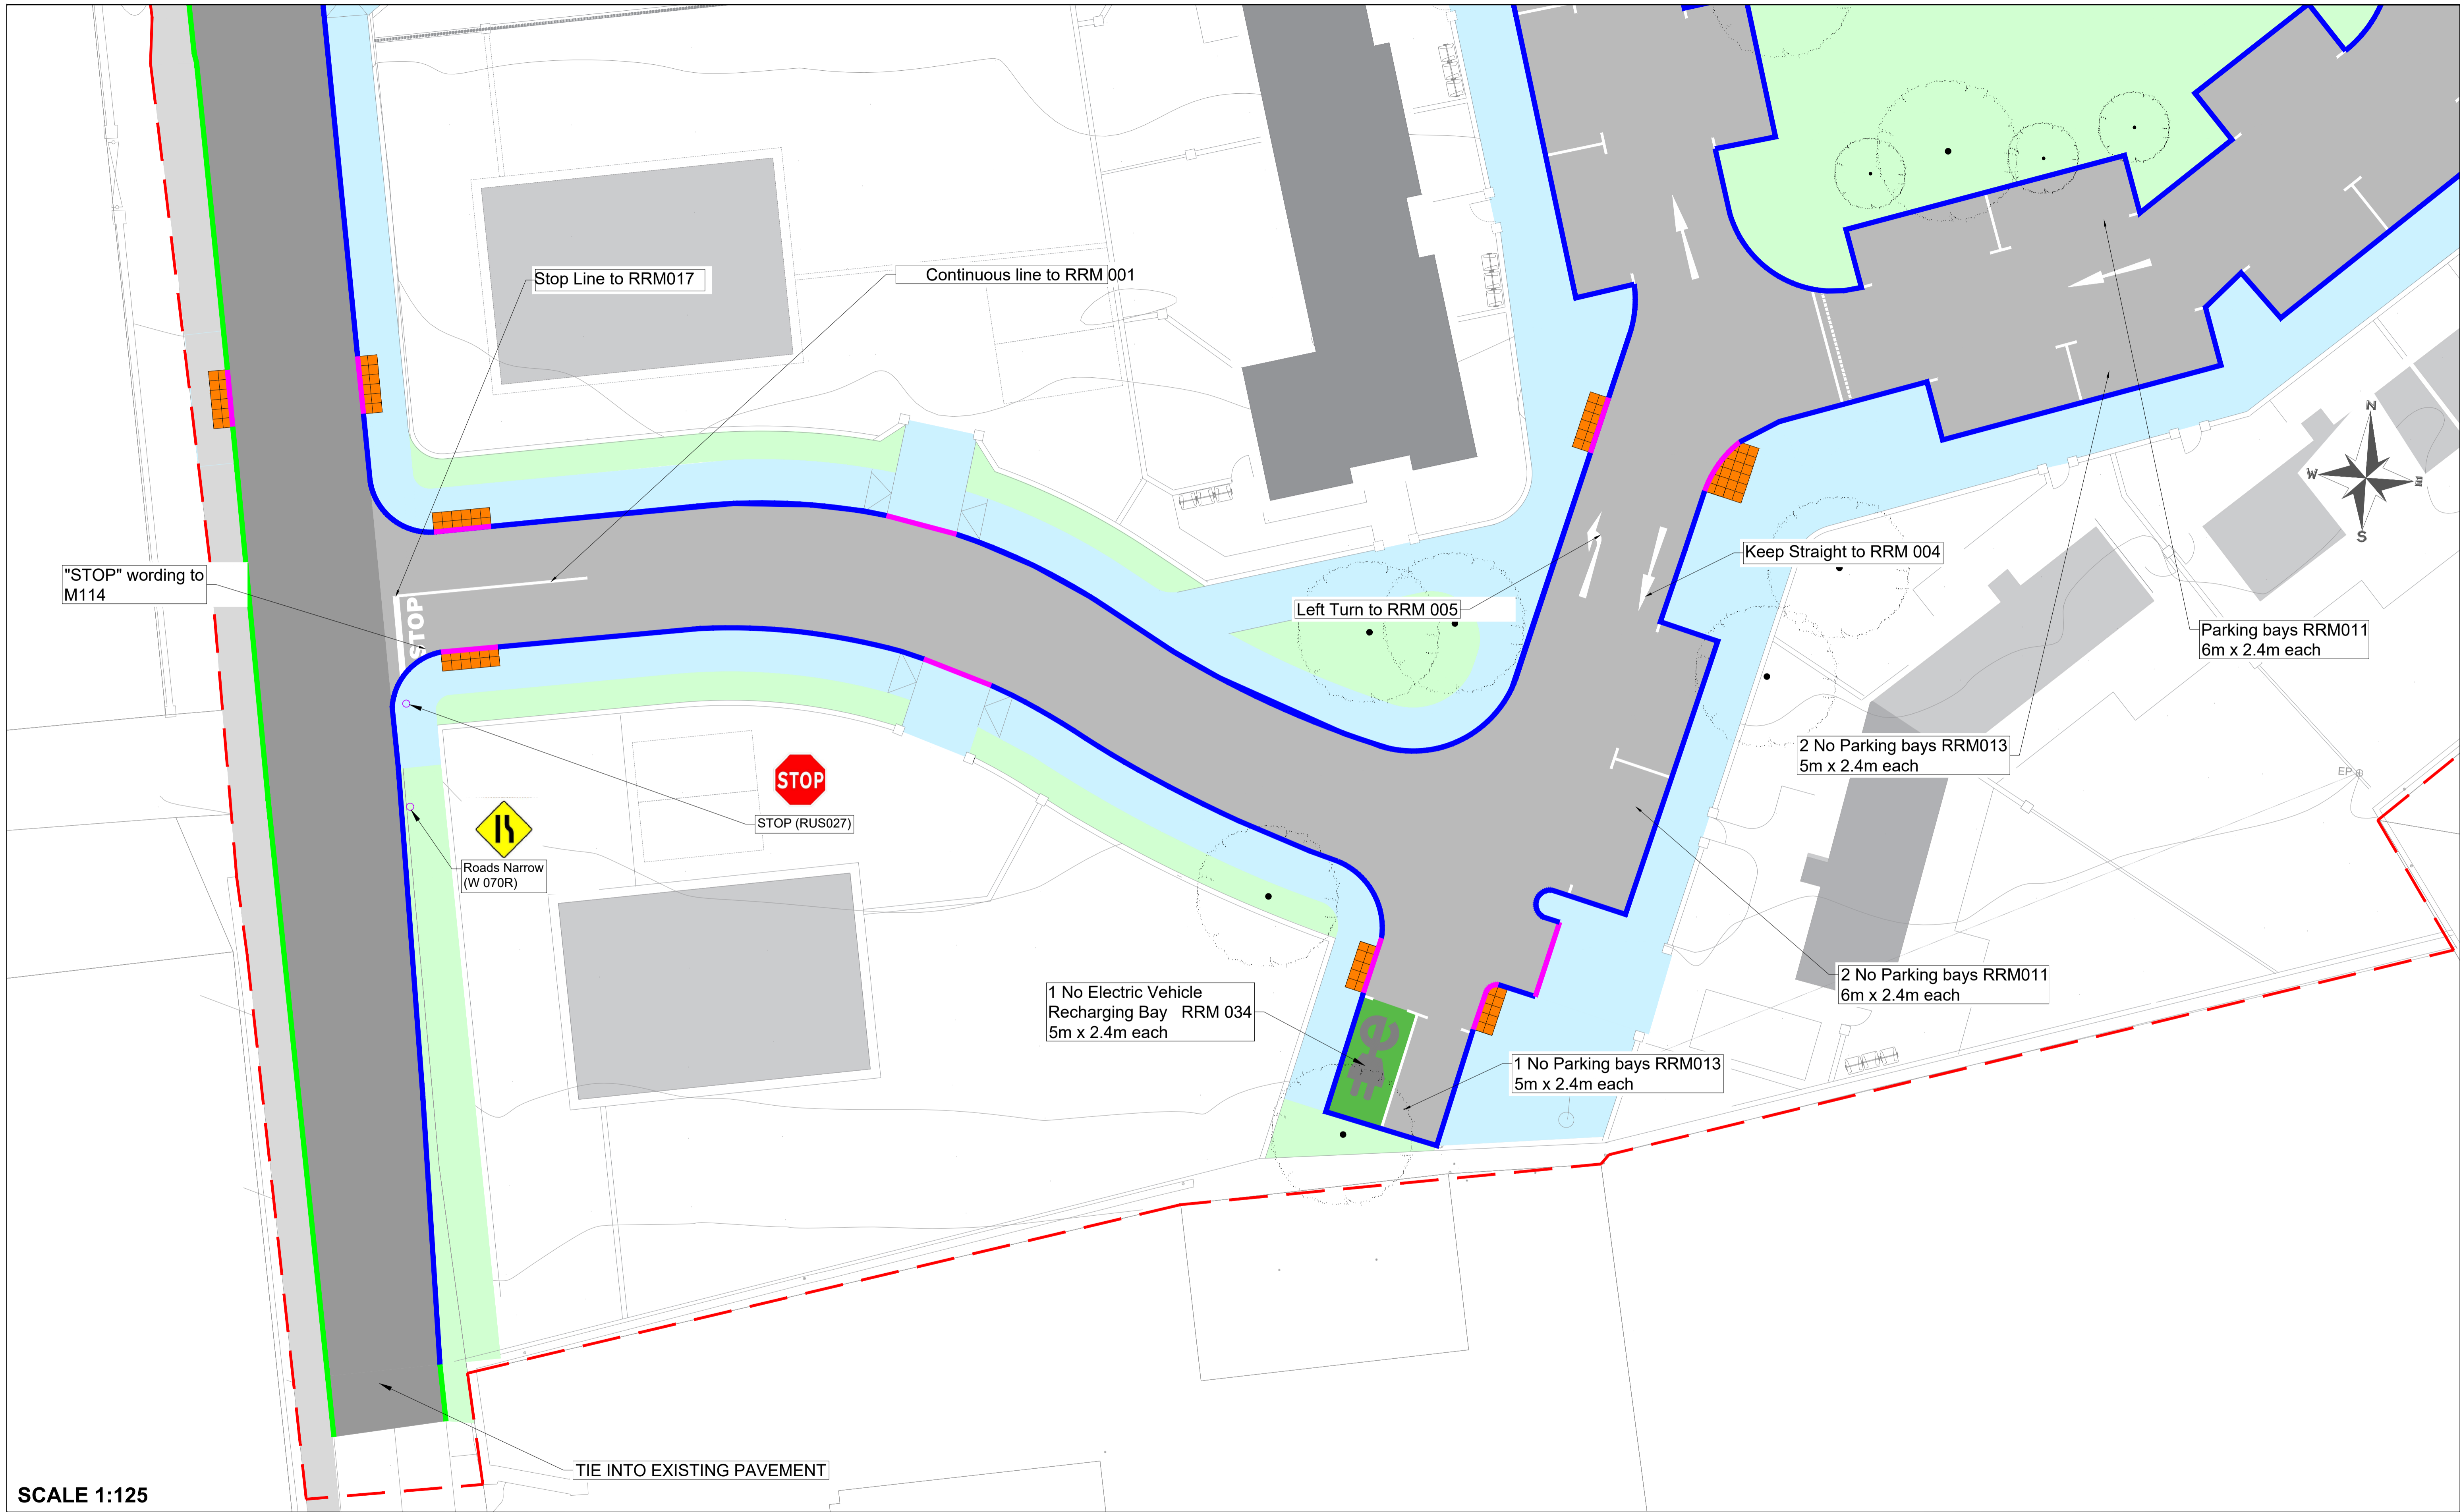 Stop Line to RRM017
Continuous line to RRM 001
N
W
E
S
"STOP" wording to
M114
STOP
Keep Straight to RRM 004
Left Turn to RRM 005
Parking bays RRM011
6m x 2.4m each
2 No Parking bays RRM013
5m x 2.4m each
EP
STOP
STOP (RUS027)
Roads Narrow
(W 070R)
2 No Parking bays RRM011
6m x 2.4m each
1 No Electric Vehicle
Recharging Bay RRM 034
5m x 2.4m each
1 No Parking bays RRM013
5m x 2.4m each
TIE INTO EXISTING PAVEMENT
SCALE 1:125